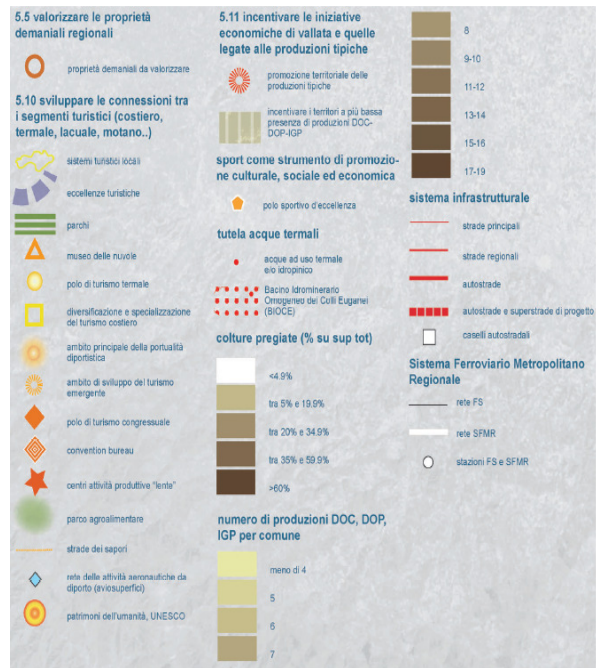 5.5 valorizzare le proprietà
demaniali regionali
proprietà demaniali da valorizzare
5.10 sviluppare le connessioni tra
i segmenti turistici (costiero,
termale, lacuale, motano..)
sistemi turistici locali
eccellenze turistiche
parchi
museo delle nuvole
polo di turismo termale
diversificazione e specializzazione
del turismo costiero
ambito principale della portualità
diportistica
ambito di sviluppo del turismo
emergente
polo di turismo congressuale
convention bureau
centri attività produttive "lente"
parco agroalimentare
strade dei sapori
rete delle attività aeronautiche da
diporto (aviosuperfici)
patrimoni dell'umanità, UNESCO
5.11 incentivare le iniziative
economiche di vallata e quelle
legate alle produzioni tipiche
promozione territoriale delle
produzioni tipiche
incentivare i territori a più bassa
presenza di produzioni DOC-
DOP-IGP
sport come strumento di promozio-
ne culturale, sociale ed economica
polo sportivo d'eccellenza
tutela acque termali
acque ad uso termale
e/o idropinico
Bacino Idrominerario
Omogeneo dei Colli Euganei
(BIOCE)
colture pregiate (% su sup tot)
<4.9%
tra 5% e 19.9%
tra 20% e 34.9%
tra 35% e 59.9%
>60%
numero di produzioni DOC, DOP,
IGP per comune
meno di 4
5
6
7
8
9-10
11-12
13-14
15-16
17-19
sistema infrastrutturale
strade principali
strade regionali
autostrade
autostrade e superstrade di progetto
caselli autostradali
Sistema Ferroviario Metropolitano
Regionale
rete FS
rete SFMR
stazioni FS e SFMR